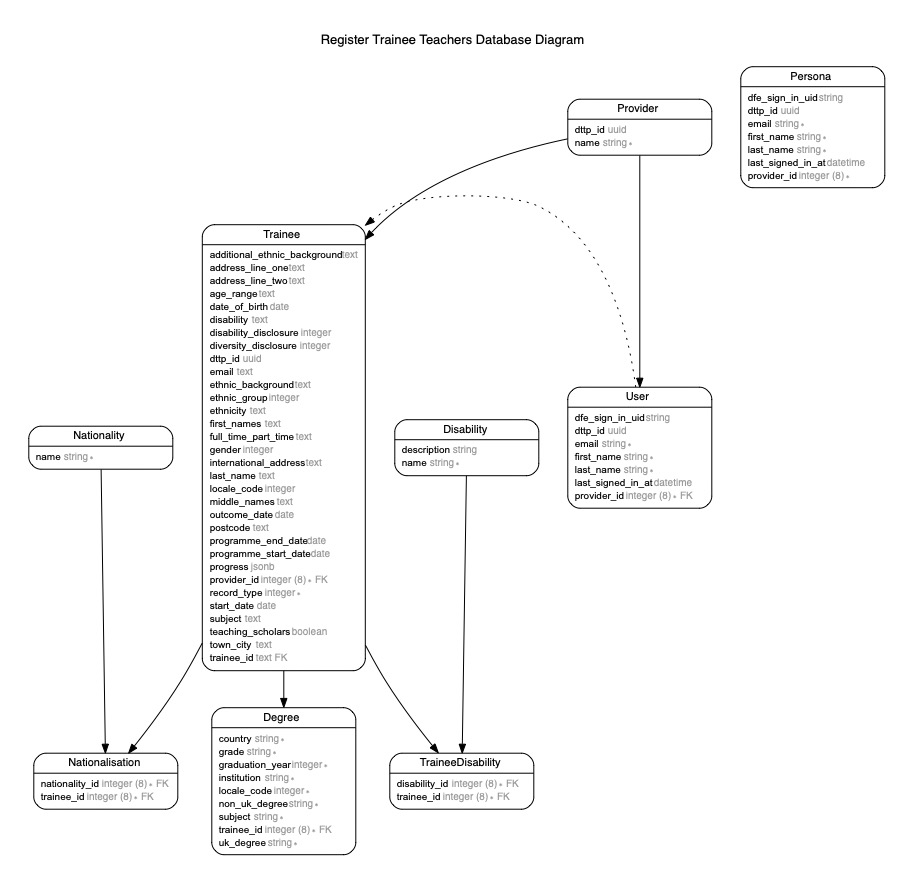 Register Trainee Teachers Database Diagram
Persona
dfe_sign_in_uid string
dttp_id uuid
email string *
first_name string *
last_name string *
last_signed_in_at datetime
provider_id integer (8) *
Provider
dttp_id uuid
name string *
Trainee
additional_ethnic_background text
address_line_one text
address_line_two text
age_range text
date_of_birth date
disability text
disability_disclosure integer
diversity_disclosure integer
dttp_id uuid
email text
ethnic_background text
ethnic_group integer
ethnicity text
first_names text
full_time_part_time text
gender integer
international_address text
last_name text
locale_code integer
middle_names text
outcome_date date
postcode text
programme_end_date date
programme_start_date date
progress jsonb
provider_id integer (8) * FK
record_type integer *
start_date date
subject text
teaching_scholars boolean
town_city text
trainee_id text FK
User
dfe_sign_in_uid string
dttp_id uuid
email string *
first_name string *
last_name string *
last_signed_in_at datetime
provider_id integer (8) * FK
Nationality
name string *
Disability
description string
name string *
Nationalisation
nationality_id integer (8) * FK
trainee_id integer (8) * FK
Degree
country string *
grade string *
graduation_year integer *
institution string *
locale_code integer *
non_uk_degree string *
subject string *
trainee_id integer (8) * FK
uk_degree string *
TraineeDisability
disability_id integer (8) * FK
trainee_id integer (8) * FK